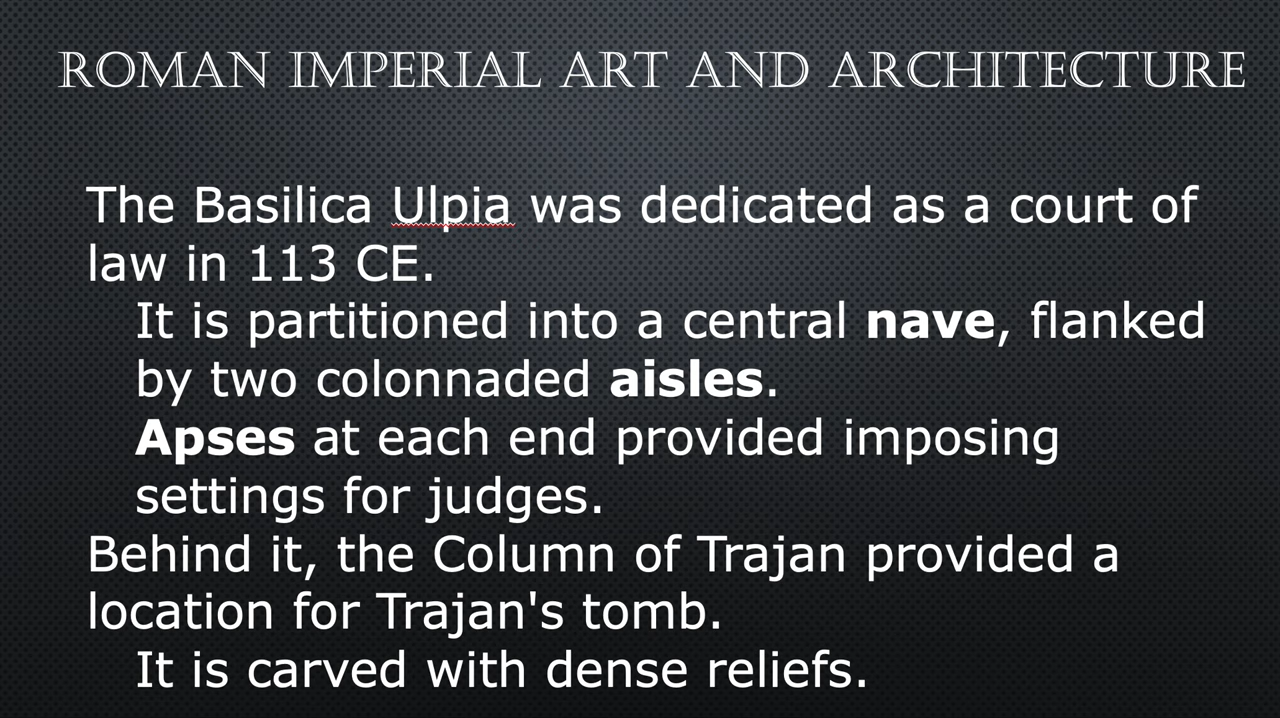 ROMAN IMPERIAL ART AND ARCHITECTURE
The Basilica Ulpia was dedicated as a court of
law in 113 CE.
It is partitioned into a central nave, flanked
by two colonnaded aisles.
Apses at each end provided imposing
settings for judges.
Behind it, the Column of Trajan provided a
location for Trajan's tomb.
It is carved with dense reliefs.